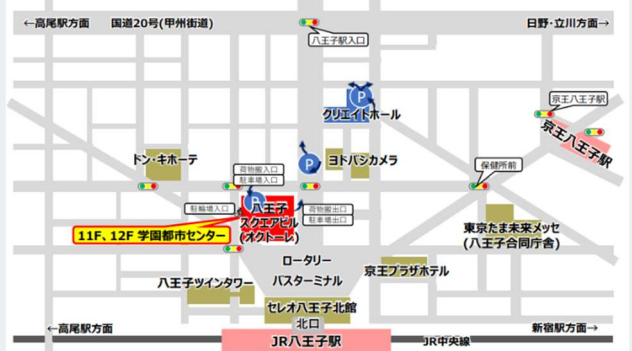 ←高尾駅方面
国道20号(甲州街道)
日野・立川方面→
八王子駅入口
P
クリエイトホール
京王八王子駅
京王八王子駅
ドン・キホーテ
荷物搬入口
駐車場入口
P
ヨドバシカメラ
保健所前
駐輪場入口
P
八王子
スクエアビル
(オクトーレ)
荷物搬出口
駐車場出口
11F、12F 学園都市センター
東京たま未来メッセ
(八王子合同庁舎)
ロータリー
バスターミナル
京王プラザホテル
八王子ツインタワー
セレオ八王子北館
北口
←高尾駅方面
新宿駅方面→
JR八王子駅
JR中央線